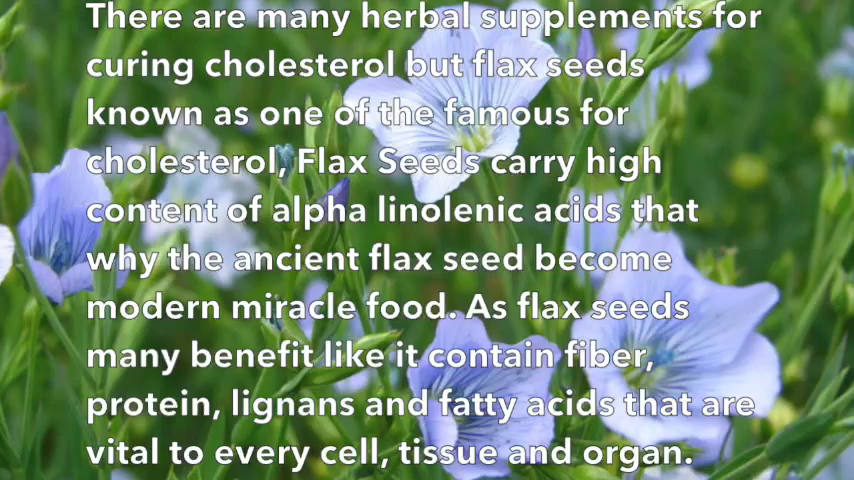 There are many herbal supplements for
curing cholesterol but flax seeds
known as one of the famous for
cholesterol, Flax Seeds carry high
content of alpha linolenic acids that
why the ancient flax seed become
modern miracle food. As flax seeds
many benefit like it contain fiber,
protein, lignans and fatty acids that are
vital to every cell, tissue and organ.